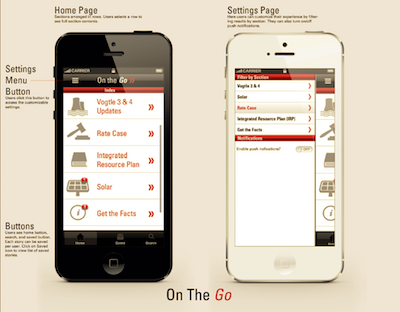 Home Page
Sections arranged in rows. Users selects a row to
see full-section contents.
Settings Page
Here users can customize their experience by filter-
ing results by section. They can also turn on/off
push notifications.
Settings
Menu
Button
Users click this button to
access the customizable
settings.
CARRIER
On the Go
Index
Vogtle 3 & 4
Updates
Rate Case
Integrated
Resource Plan
Solar
Get the Facts
Home
Saved
Search
Buttons
Users see home button,
search, and saved button.
Each story can be saved
per user. Click on Saved
icon to view list of saved
stories.
CARRIER
Filter by Section
Vogtle 3 & 4
Solar
Rate Case
Integrated Resource Plan (IRP)
Get the Facts
Notifications
Enable push notifications?
OFF
On The Go